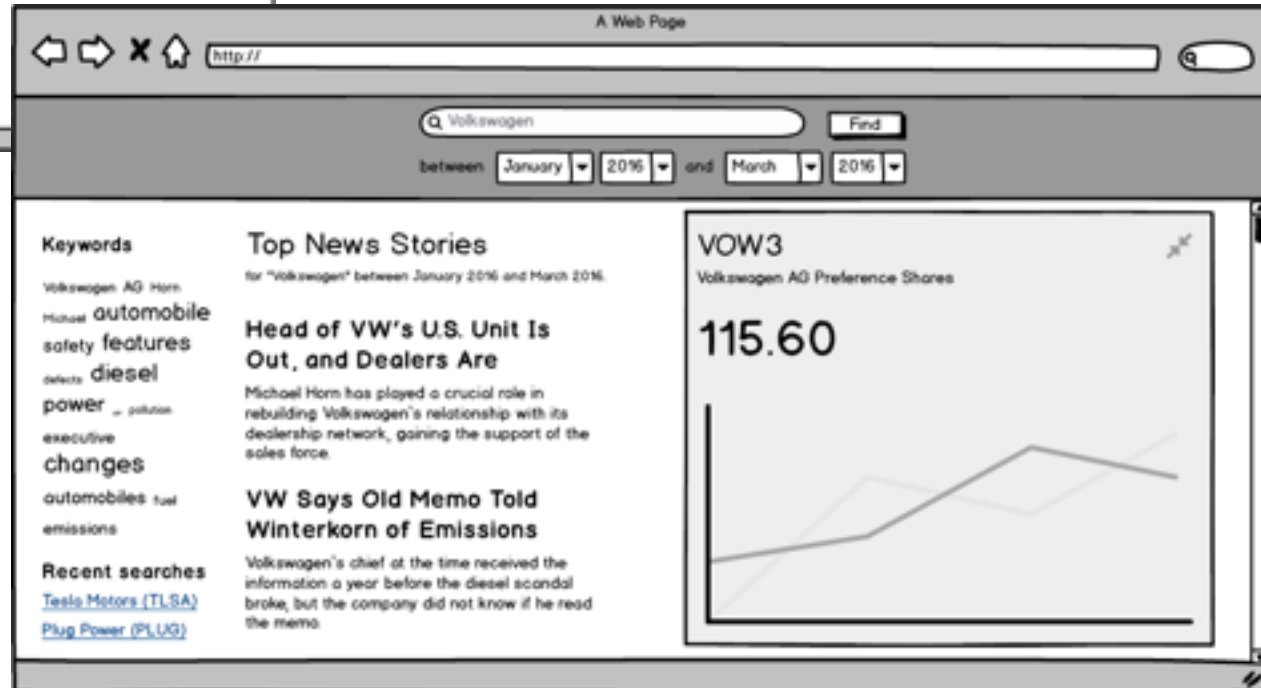 A Web Page
http://
Volkswagen
Find
between January 2016 and March 2016
Keywords
Volkswagen AG Horn
Michael automobile
safety features
defects diesel
power pollution
executive
changes
automobiles fuel
emissions
Recent searches
Tesla Motors (TLSA)
Plug Power (PLUG)
Top News Stories
for "Volkswagen" between January 2016 and March 2016.
Head of VW's U.S. Unit Is
Out, and Dealers Are
Michael Horn has played a crucial role in
rebuilding Volkswagen's relationship with its
dealership network, gaining the support of the
sales force.
VW Says Old Memo Told
Winterkorn of Emissions
Volkswagen's chief at the time received the
information a year before the diesel scandal
broke, but the company did not know if he read
the memo.
VOW3
Volkswagen AG Preference Shares
115.60